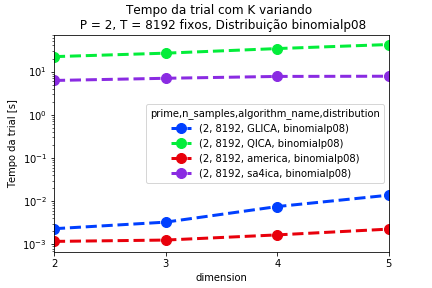 Tempo da trial com K variando
P = 2, T = 8192 fixos, Distribuição binomialp08
Tempo da trial [s]
10¹
10⁰
10⁻¹
10⁻²
10⁻³
prime,n_samples,algorithm_name,distribution
(2, 8192, GLICA, binomialp08)
(2, 8192, QICA, binomialp08)
(2, 8192, america, binomialp08)
(2, 8192, sa4ica, binomialp08)
2 3 4 5
dimension